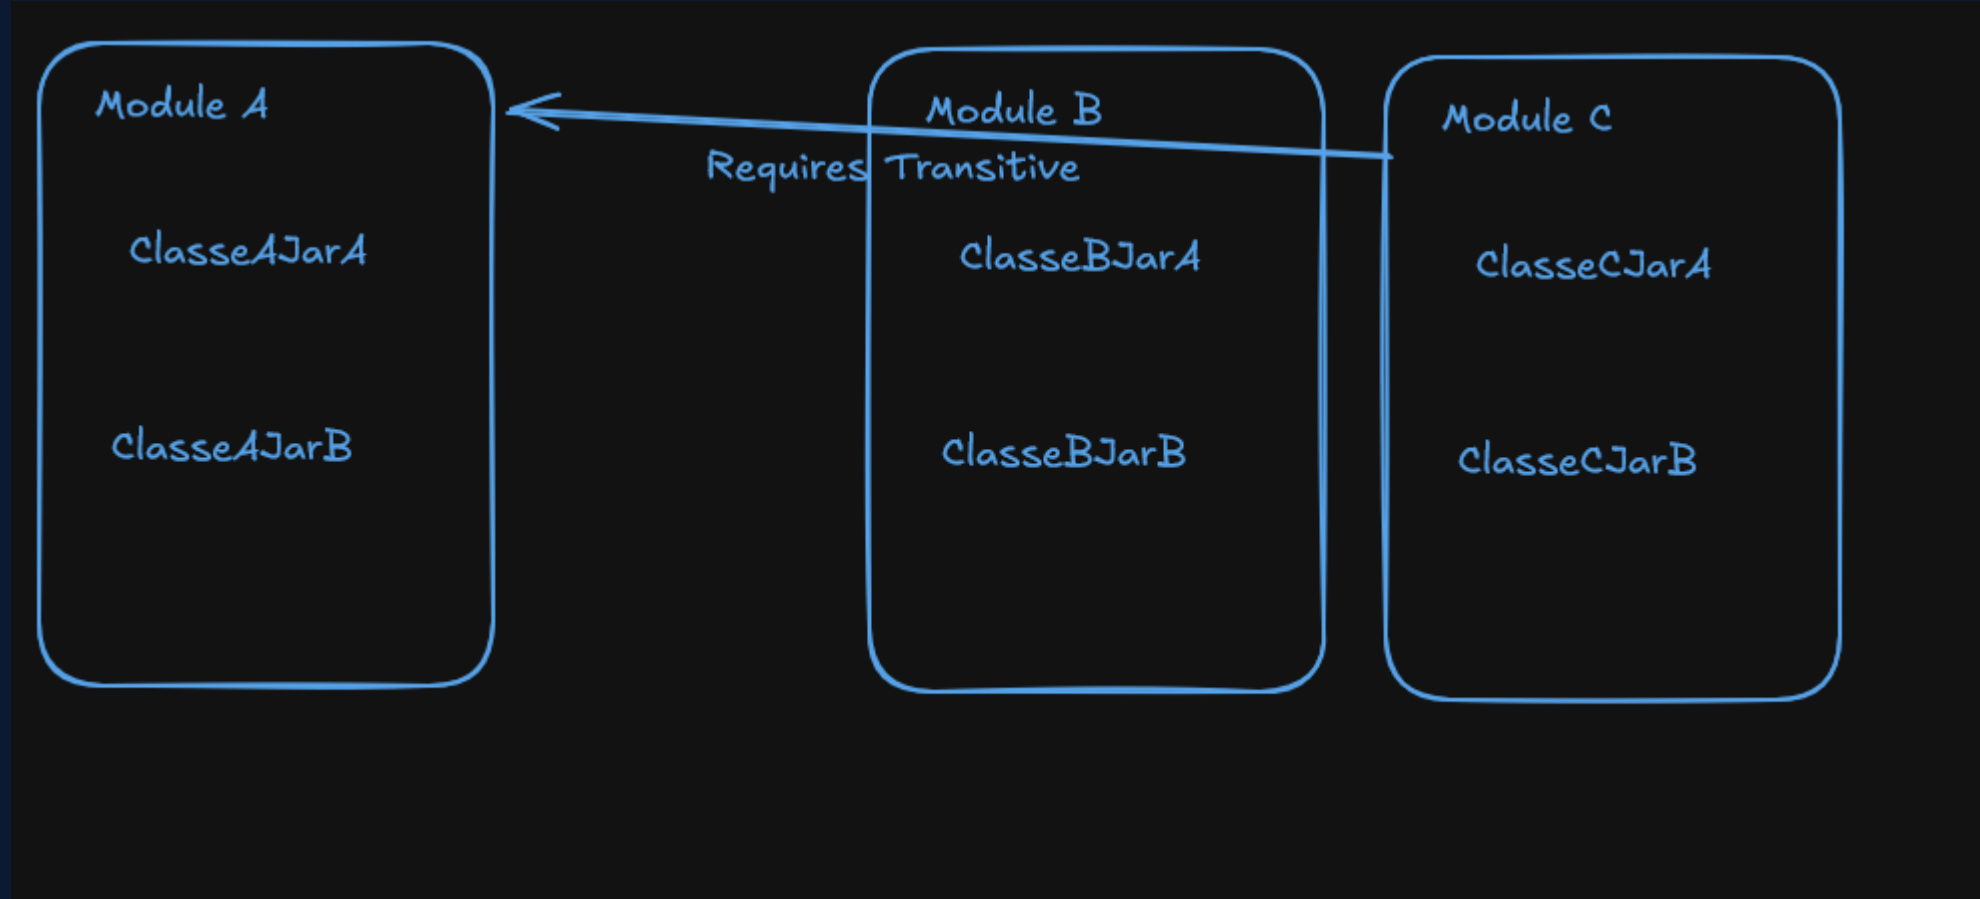 Module A
ClasseAJarA
ClasseAJarB
Requires Transitive
Module B
ClasseBJarA
ClasseBJarB
Module C
ClasseCJarA
ClasseCJarB